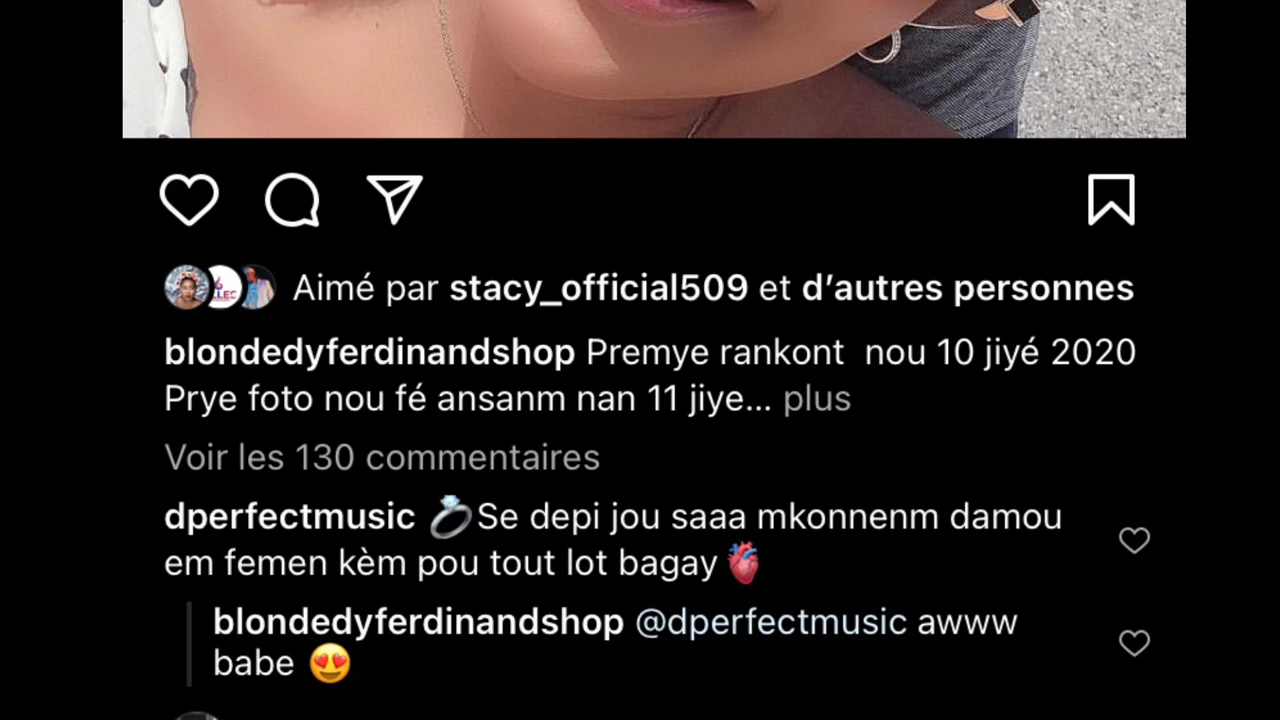 Aimé par stacy_official509 et d’autres personnes
blondedyferdinandshop Premye rankont  nou 10 jiyé 2020
Prye foto nou fé ansanm nan 11 jiye... plus
Voir les 130 commentaires
dperfectmusic 💍Se depi jou saaa mkonnenm damou
em femen kèm pou tout lot bagay🫀
blondedyferdinandshop @dperfectmusic awww
babe 😍